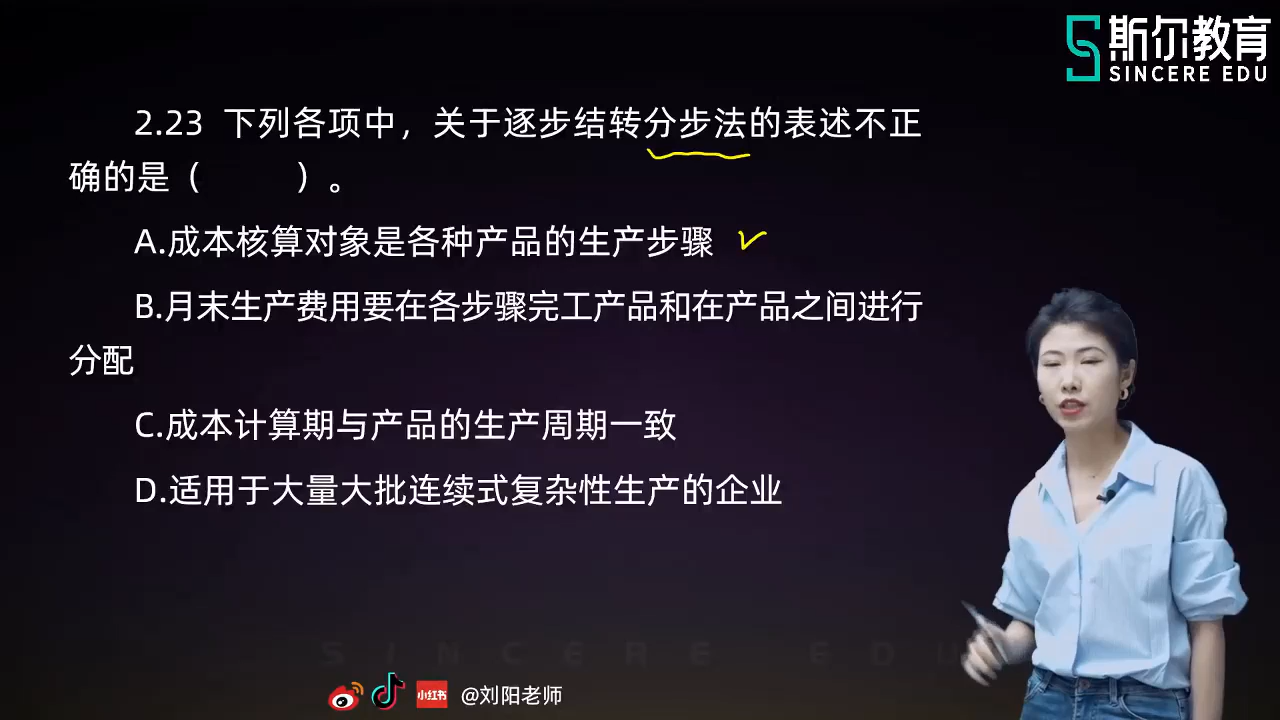 斯尔教育
SINCERE EDU
2.23 下列各项中，关于逐步结转分步法的表述不正
确的是（ ）。
A.成本核算对象是各种产品的生产步骤
B.月末生产费用要在各步骤完工产品和在产品之间进行
分配
C.成本计算期与产品的生产周期一致
D.适用于大量大批连续式复杂性生产的企业
SINCERE EDU
小红书 @刘阳老师